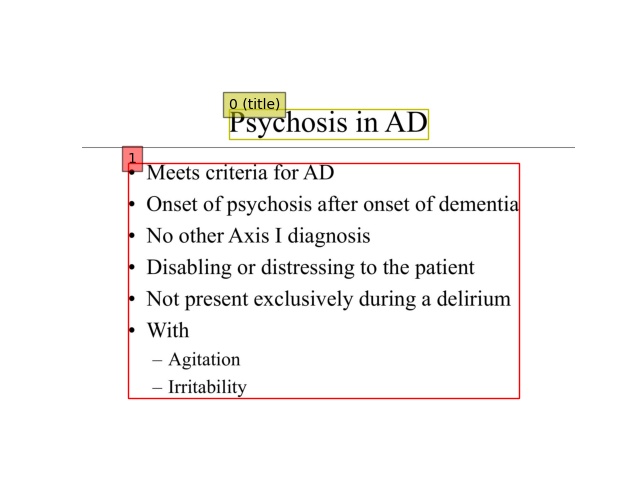 0 (title)
Psychosis in AD
1
• Meets criteria for AD
• Onset of psychosis after onset of dementia
• No other Axis I diagnosis
• Disabling or distressing to the patient
• Not present exclusively during a delirium
• With
– Agitation
– Irritability